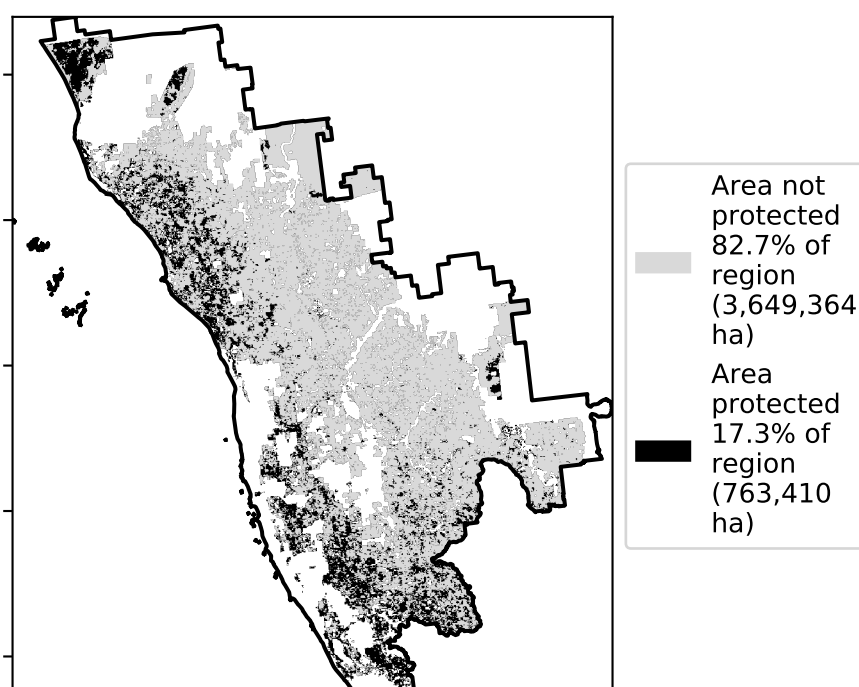 Area not
protected
82.7% of
region
(3,649,364
ha)
Area
protected
17.3% of
region
(763,410
ha)